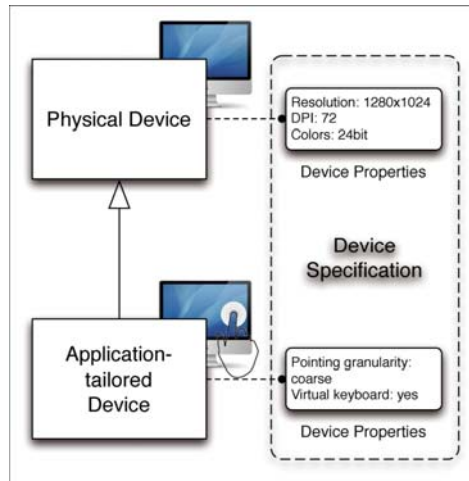 Physical Device
Resolution: 1280x1024
DPI: 72
Colors: 24bit
Device Properties
Device
Specification
Application-
tailored
Device
Pointing granularity:
coarse
Virtual keyboard: yes
Device Properties